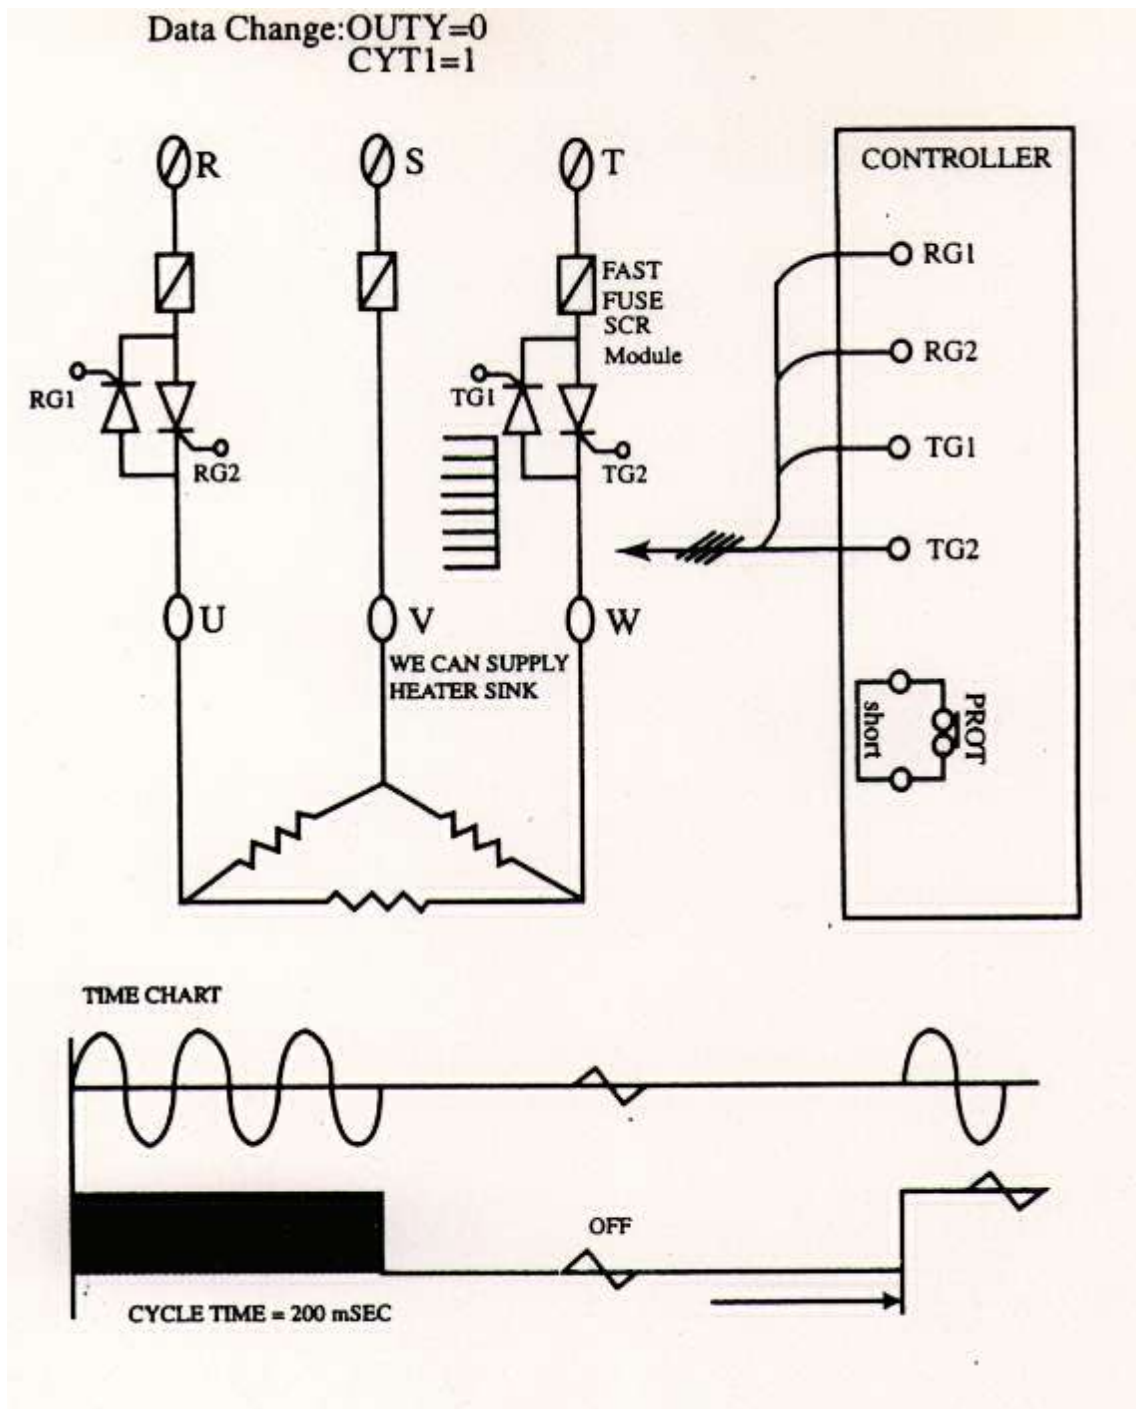 Data Change:OUTY=0
CYT1=1
R
S
T
CONTROLLER
FAST
FUSE
SCR
Module
RG1
RG2
TG1
TG2
RG1
RG2
TG1
TG2
U
V
W
WE CAN SUPPLY
HEATER SINK
short
PROT
TIME CHART
OFF
CYCLE TIME = 200 mSEC